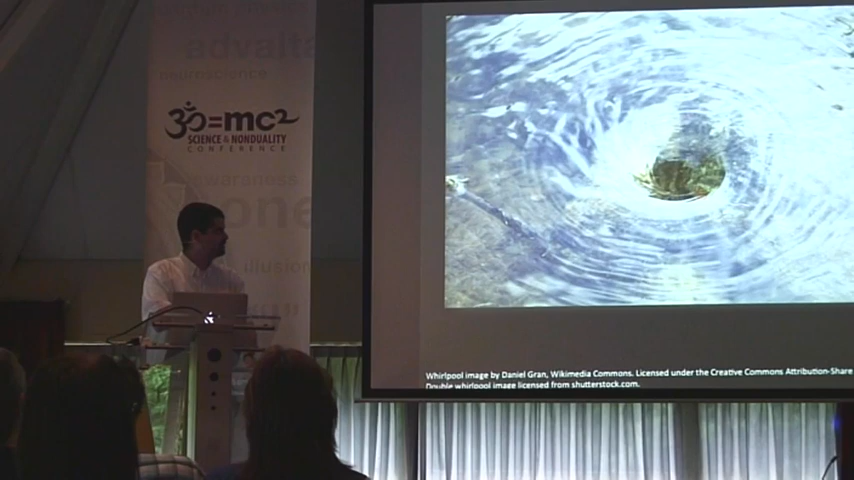 advaita
neuroscience
ॐ=mc2
SCIENCE & NONDUALITY
CONFERENCE
one
illusion
Whirlpool image by Daniel Gran, Wikimedia Commons. Licensed under the Creative Commons Attribution-Share
Double whirlpool image licensed from shutterstock.com.